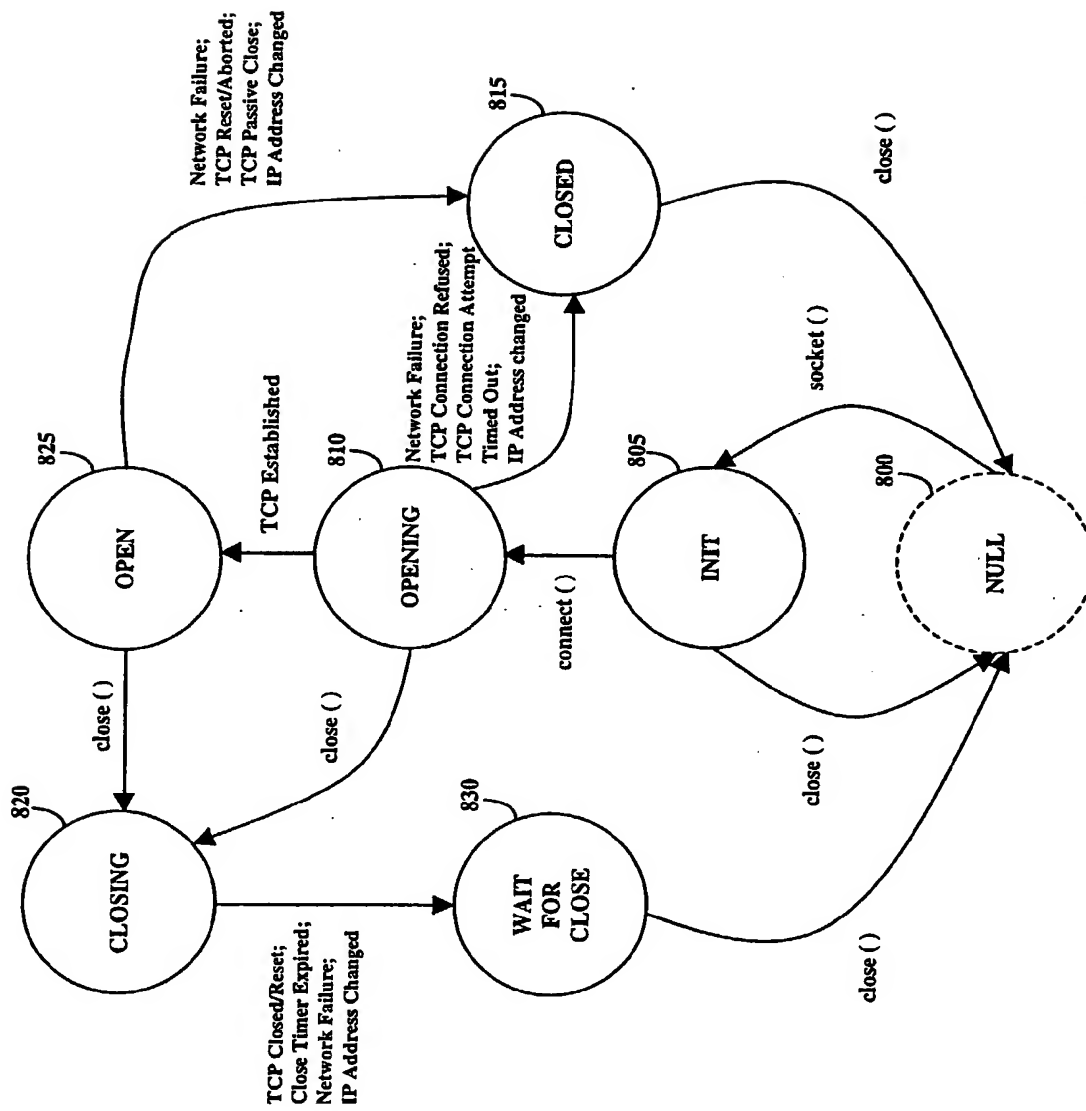 TCP Closed/Reset;
Close Timer Expired;
Network Failure;
IP Address Changed
830
820
WAIT
FOR
CLOSE
CLOSING
close ( )
close ( )
close ( )
close ( )
800
805
810
825
NULL
INIT
connect ( )
OPENING
TCP Established
OPEN
socket ( )
Network Failure;
TCP Connection Refused;
TCP Connection Attempt
Timed Out;
IP Address changed
815
CLOSED
close ( )
Network Failure;
TCP Reset/Aborted;
TCP Passive Close;
IP Address Changed